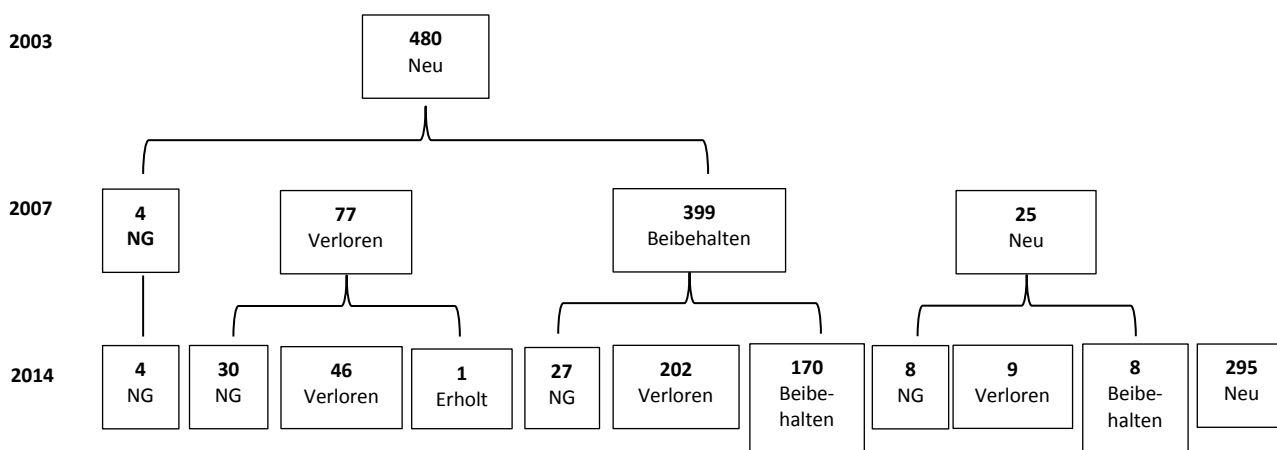 2003
480
Neu
2007
4
NG
77
Verloren
399
Beibehalten
25
Neu
2014
4
NG
30
NG
46
Verloren
1
Erholt
27
NG
202
Verloren
170
Beibe-
halten
8
NG
9
Verloren
8
Beibe-
halten
295
Neu